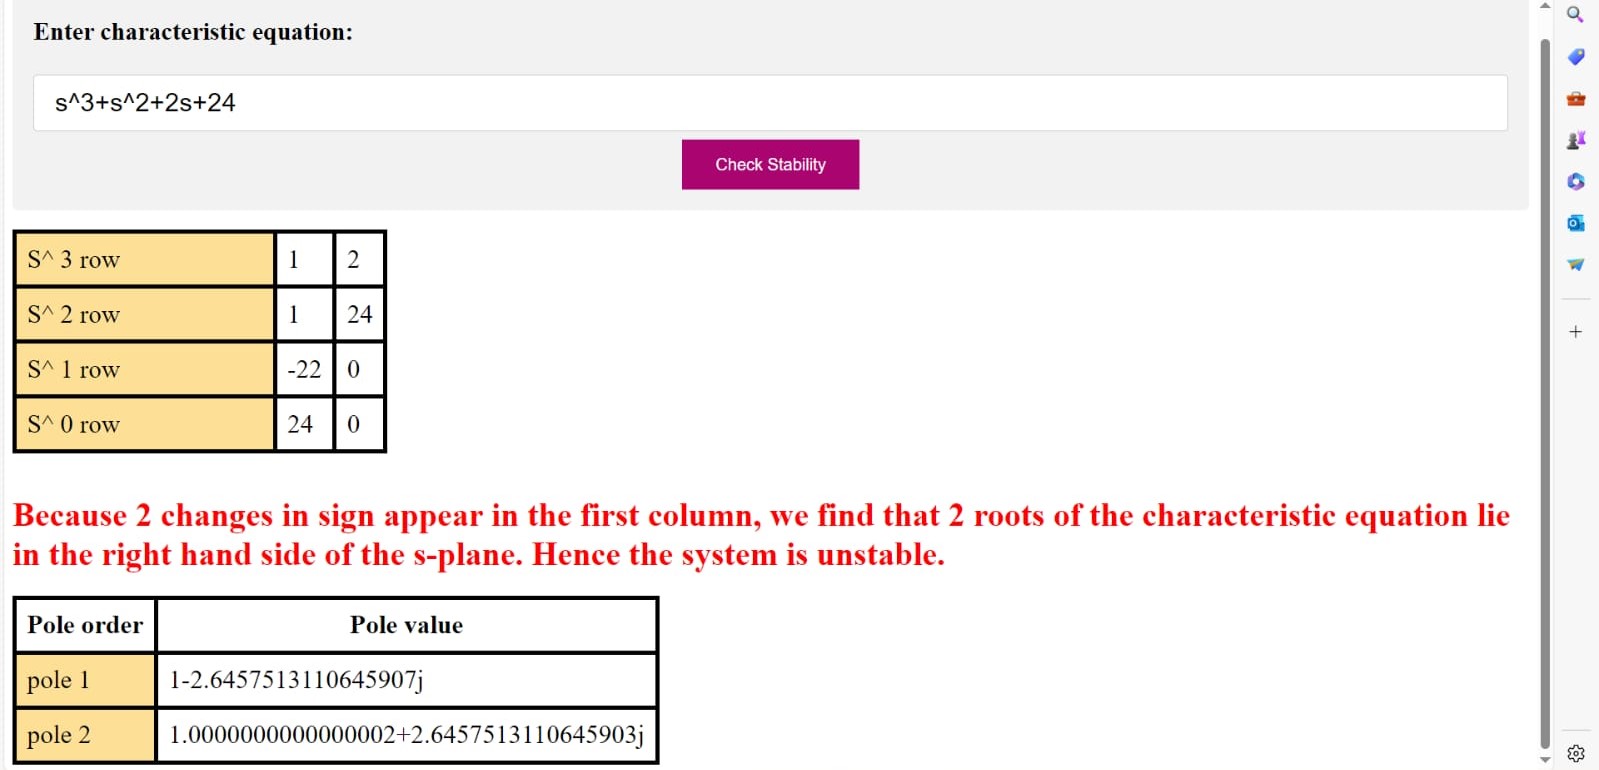 Enter characteristic equation:
s^3+s^2+2s+24
Check Stability
S^ 3 row 1 2
S^ 2 row 1 24
S^ 1 row -22 0
S^ 0 row 24 0
Because 2 changes in sign appear in the first column, we find that 2 roots of the characteristic equation lie
in the right hand side of the s-plane. Hence the system is unstable.
Pole order Pole value
pole 1 1-2.6457513110645907j
pole 2 1.0000000000000002+2.6457513110645903j